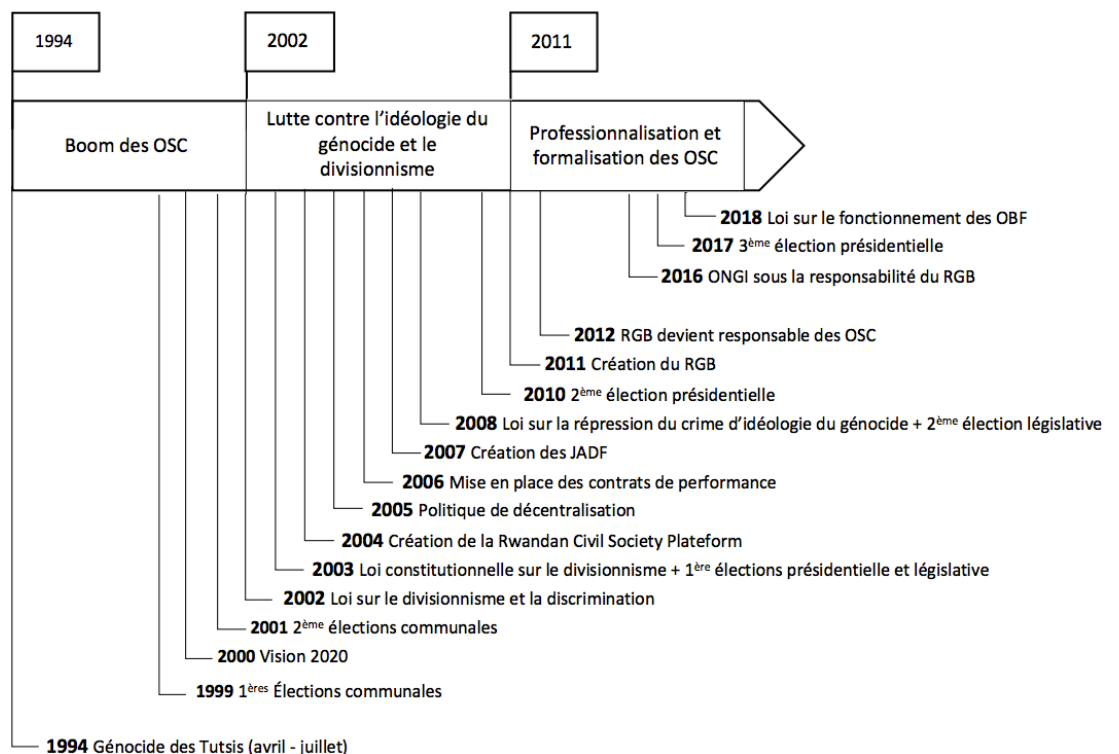 1994
2002
2011
Boom des OSC
Lutte contre l'idéologie du
génocide et le
divisionnisme
Professionnalisation et
formalisation des OSC
2018 Loi sur le fonctionnement des OBF
2017 3ème élection présidentielle
2016 ONGI sous la responsabilité du RGB
2012 RGB devient responsable des OSC
2011 Création du RGB
2010 2ème élection présidentielle
2008 Loi sur la répression du crime d'idéologie du génocide + 2ème élection législative
2007 Création des JADF
2006 Mise en place des contrats de performance
2005 Politique de décentralisation
2004 Création de la Rwandan Civil Society Plateform
2003 Loi constitutionnelle sur le divisionnisme + 1ère élections présidentielle et législative
2002 Loi sur le divisionnisme et la discrimination
2001 2ème élections communales
2000 Vision 2020
1999 1ères Élections communales
1994 Génocide des Tutsis (avril - juillet)